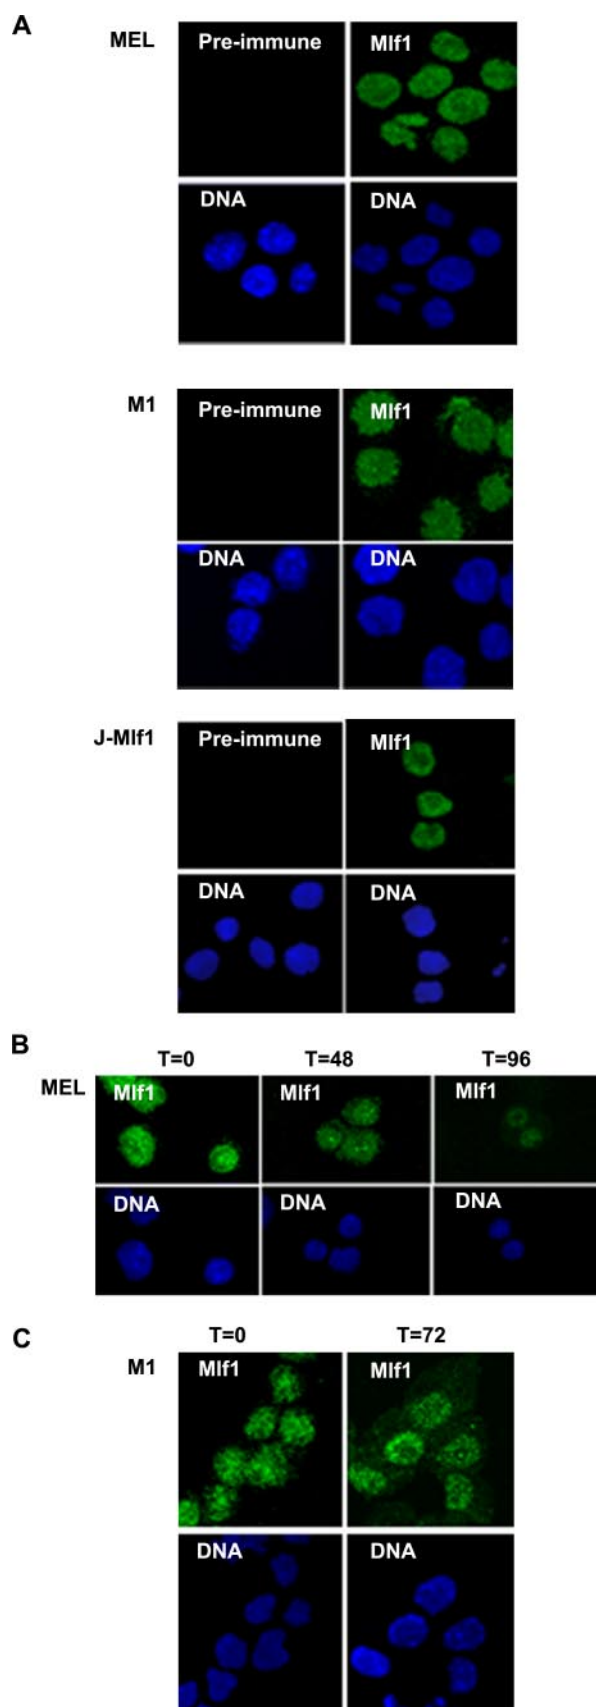 A
MEL
Pre-immune
Mlf1
DNA
DNA
M1
Pre-immune
Mlf1
DNA
DNA
J-Mlf1
Pre-immune
Mlf1
DNA
DNA
B
T=0
T=48
T=96
MEL
Mlf1
Mlf1
Mlf1
DNA
DNA
DNA
C
T=0
T=72
M1
Mlf1
Mlf1
DNA
DNA